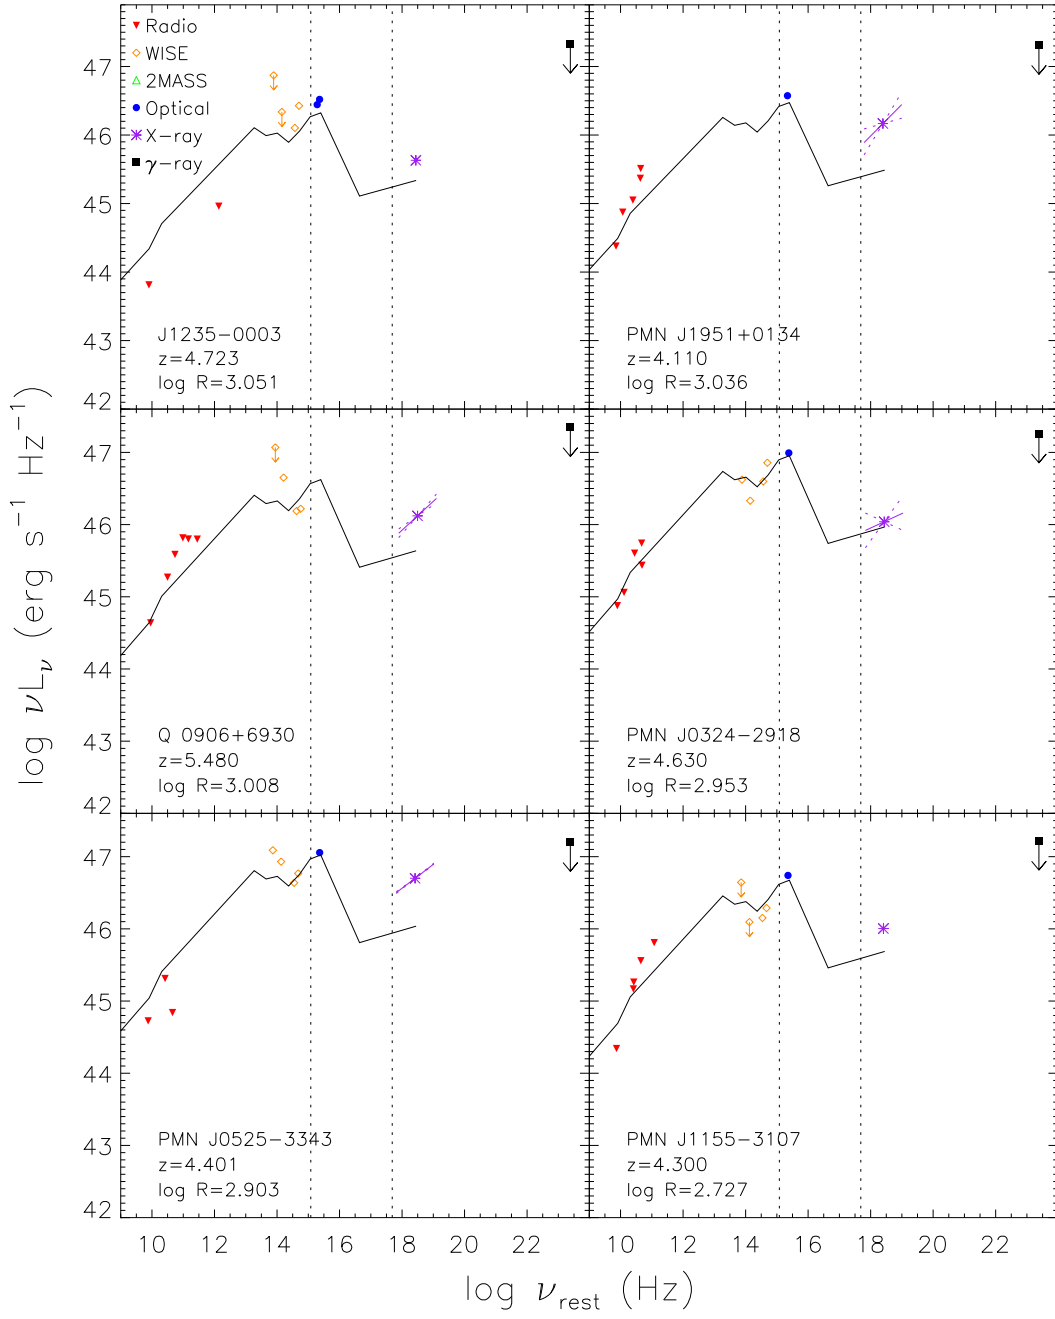 Radio
WISE
2MASS
Optical
X-ray
γ-ray
47
46
45
44
43
42
J1235-0003
z=4.723
log R=3.051
PMN J1951+0134
z=4.110
log R=3.036
47
46
45
44
43
42
Q 0906+6930
z=5.480
log R=3.008
PMN J0324-2918
z=4.630
log R=2.953
47
46
45
44
43
42
PMN J0525-3343
z=4.401
log R=2.903
PMN J1155-3107
z=4.300
log R=2.727
10 12 14 16 18 20 22 10 12 14 16 18 20 22
log νL_ν (erg s⁻¹ Hz⁻¹)
log ν_rest (Hz)